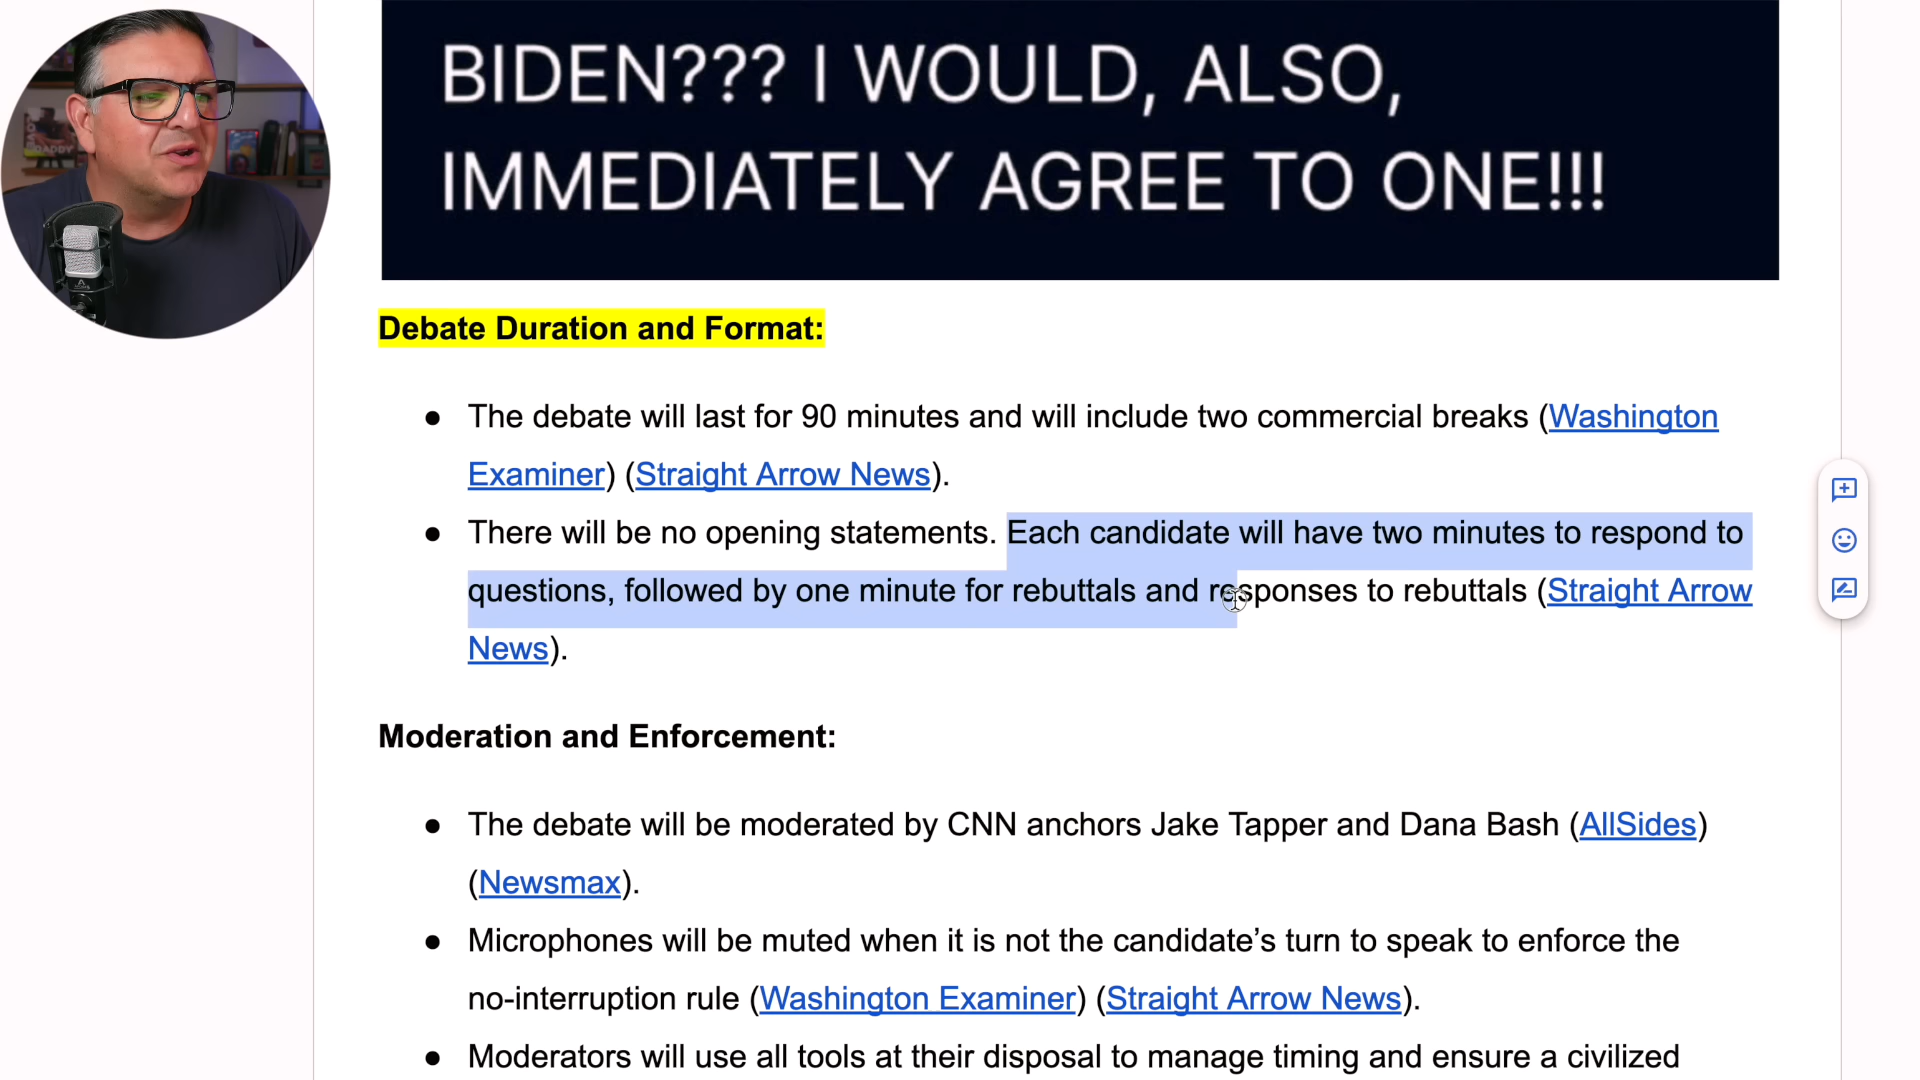 DADDY
BIDEN??? I WOULD, ALSO,
IMMEDIATELY AGREE TO ONE!!!
Debate Duration and Format:
● The debate will last for 90 minutes and will include two commercial breaks (Washington
Examiner) (Straight Arrow News).
● There will be no opening statements. Each candidate will have two minutes to respond to
questions, followed by one minute for rebuttals and responses to rebuttals (Straight Arrow
News).
Moderation and Enforcement:
● The debate will be moderated by CNN anchors Jake Tapper and Dana Bash (AllSides)
(Newsmax).
● Microphones will be muted when it is not the candidate’s turn to speak to enforce the
no-interruption rule (Washington Examiner) (Straight Arrow News).
● Moderators will use all tools at their disposal to manage timing and ensure a civilized